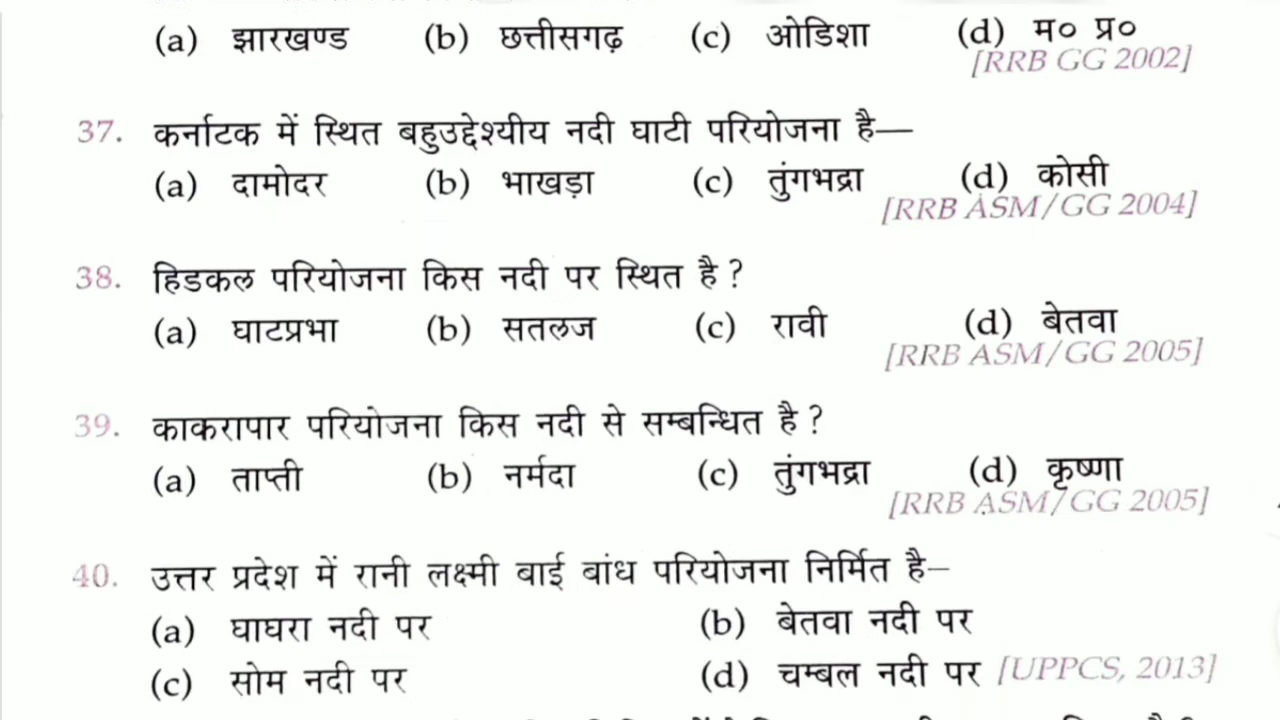 (a) झारखण्ड (b) छत्तीसगढ़ (c) ओडिशा (d) म० प्र०
[RRB GG 2002]
37. कर्नाटक में स्थित बहुउद्देश्यीय नदी घाटी परियोजना है—
(a) दामोदर (b) भाखड़ा (c) तुंगभद्रा (d) कोसी
[RRB ASM/GG 2004]
38. हिडकल परियोजना किस नदी पर स्थित है ?
(a) घाटप्रभा (b) सतलज (c) रावी (d) बेतवा
[RRB ASM/GG 2005]
39. काकरापार परियोजना किस नदी से सम्बन्धित है ?
(a) ताप्ती (b) नर्मदा (c) तुंगभद्रा (d) कृष्णा
[RRB ASM/GG 2005]
40. उत्तर प्रदेश में रानी लक्ष्मी बाई बांध परियोजना निर्मित है–
(a) घाघरा नदी पर (b) बेतवा नदी पर
(c) सोम नदी पर (d) चम्बल नदी पर [UPPCS, 2013]